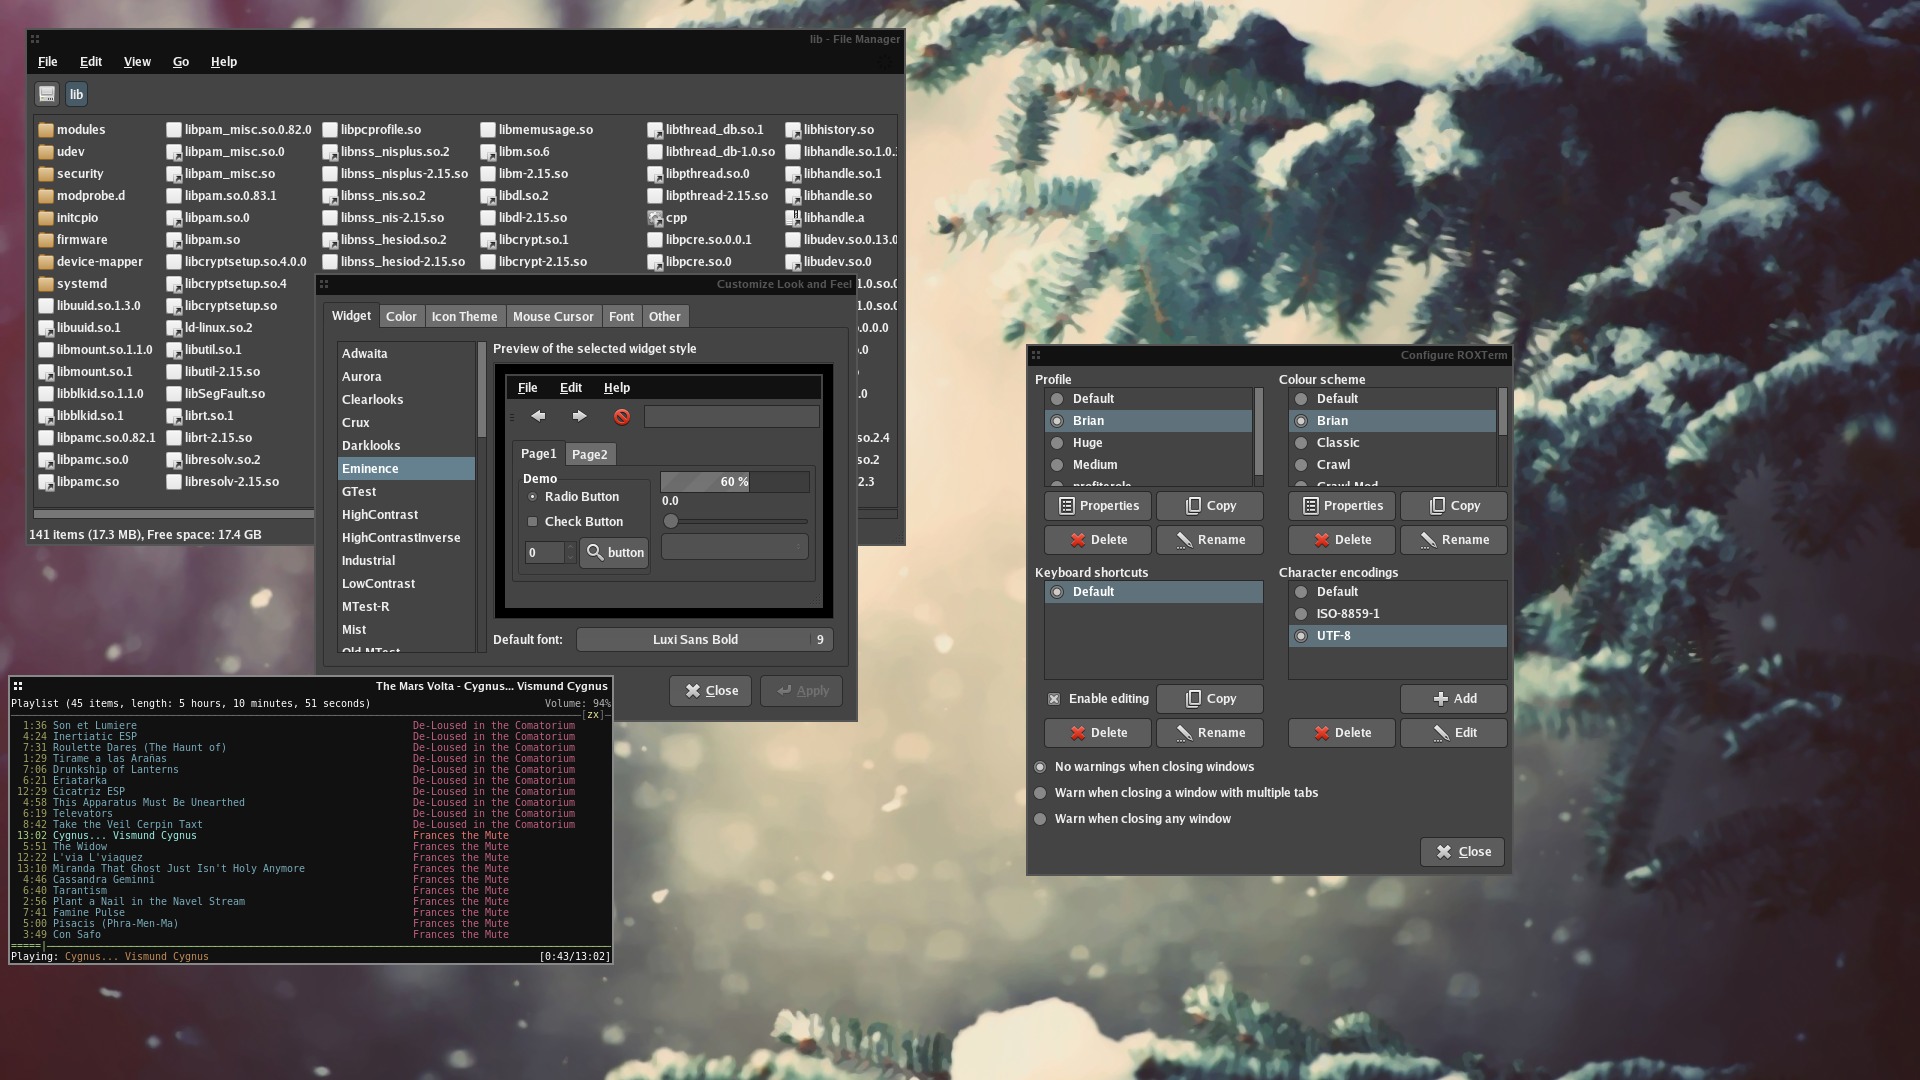 lib - File Manager
File Edit View Go Help
lib
modules libpam_misc.so.0.82.0 libpcprofile.so libmemusage.so libthread_db.so.1 libhistory.so
udev libpam_misc.so.0 libnss_nisplus.so.2 libm.so.6 libthread_db-1.0.so libhandle.so.1.0.
security libpam_misc.so libnss_nisplus-2.15.so libm-2.15.so libpthread.so.0 libhandle.so.1
modprobe.d libpam.so.0.83.1 libnss_nis.so.2 libdl.so.2 libpthread-2.15.so libhandle.so
initcpio libpam.so.0 libnss_nis-2.15.so libdl-2.15.so cpp libhandle.a
firmware libpam.so libnss_hesiod.so.2 libcrypt.so.1 libpcre.so.0.0.1 libudev.so.0.13.0
device-mapper libcryptsetup.so.4.0.0 libnss_hesiod-2.15.so libcrypt-2.15.so libpcre.so.0 libudev.so.0
systemd libcryptsetup.so.4 1.0.so.0
libuuid.so.1.3.0 libcryptsetup.so 1.0.so.
libuuid.so.1 ld-linux.so.2 .0.0.0
libmount.so.1.1.0 libutil.so.1 .0
libmount.so.1 libutil-2.15.so
libblkid.so.1.1.0 libSegFault.so .0
libblkid.so.1 librt.so.1
libpamc.so.0.82.1 librt-2.15.so so.2.4
libpamc.so.0 libresolv.so.2 so.2
libpamc.so libresolv-2.15.so 2.3
141 items (17.3 MB), Free space: 17.4 GB
Customize Look and Feel
Widget Color Icon Theme Mouse Cursor Font Other
Adwaita
Aurora
Clearlooks
Crux
Darklooks
Eminence
GTest
HighContrast
HighContrastInverse
Industrial
LowContrast
MTest-R
Mist
Old MTest
Preview of the selected widget style
File Edit Help
Page1 Page2
Demo
Radio Button
Check Button
0 button
60 %
0.0
Default font: Luxi Sans Bold 9
Close Apply
The Mars Volta - Cygnus... Vismund Cygnus
Playlist (45 items, length: 5 hours, 10 minutes, 51 seconds) Volume: 94%
[zx]
1:36 Son et Lumiere De-Loused in the Comatorium
4:24 Inertiatic ESP De-Loused in the Comatorium
7:31 Roulette Dares (The Haunt of) De-Loused in the Comatorium
1:29 Tirame a las Arañas De-Loused in the Comatorium
7:06 Drunkship of Lanterns De-Loused in the Comatorium
6:21 Eriatarka De-Loused in the Comatorium
12:29 Cicatriz ESP De-Loused in the Comatorium
4:58 This Apparatus Must Be Unearthed De-Loused in the Comatorium
6:19 Televators De-Loused in the Comatorium
8:42 Take the Veil Cerpin Taxt De-Loused in the Comatorium
13:02 Cygnus... Vismund Cygnus Frances the Mute
5:51 The Widow Frances the Mute
12:22 L'via L'viaquez Frances the Mute
13:10 Miranda That Ghost Just Isn't Holy Anymore Frances the Mute
4:46 Cassandra Geminni Frances the Mute
6:40 Tarantism Frances the Mute
2:56 Plant a Nail in the Navel Stream Frances the Mute
7:41 Famine Pulse Frances the Mute
5:00 Pisacis (Phra-Men-Ma) Frances the Mute
3:49 Con Safo Frances the Mute
=====|
Playing: Cygnus... Vismund Cygnus [0:43/13:02]
Configure ROXTerm
Profile
Default
Brian
Huge
Medium
profiterole
Properties Copy
Delete Rename
Colour scheme
Default
Brian
Classic
Crawl
Crawl Mod
Properties Copy
Delete Rename
Keyboard shortcuts
Default
Enable editing Copy
Delete Rename
Character encodings
Default
ISO-8859-1
UTF-8
Add
Delete Edit
No warnings when closing windows
Warn when closing a window with multiple tabs
Warn when closing any window
Close